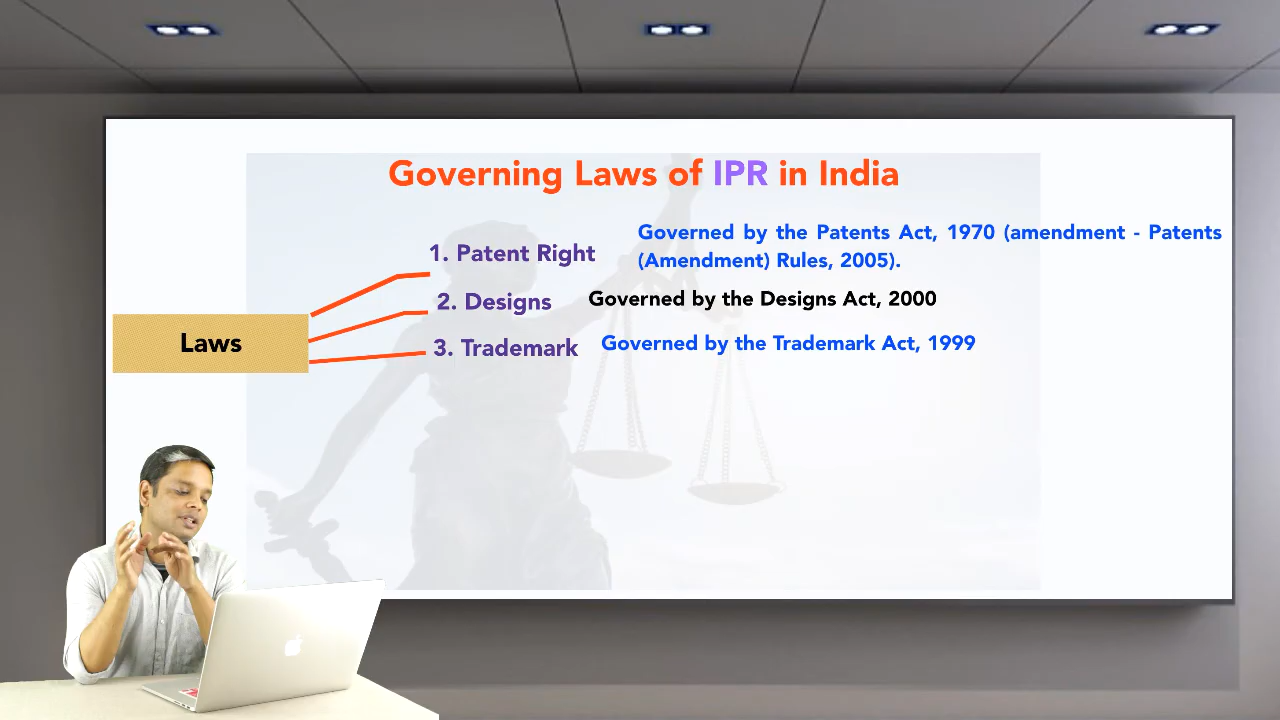 Governing Laws of IPR in India
1. Patent Right
Governed by the Patents Act, 1970 (amendment - Patents
(Amendment) Rules, 2005).
2. Designs
Governed by the Designs Act, 2000
3. Trademark
Governed by the Trademark Act, 1999
Laws